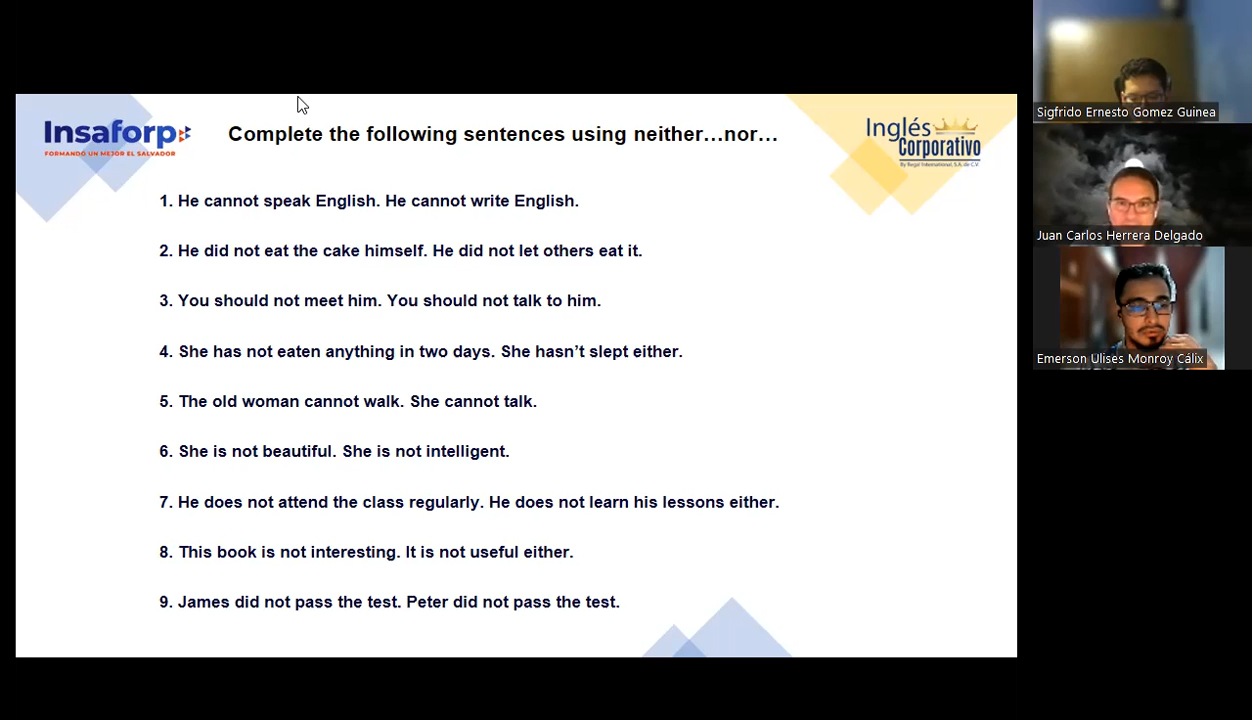 Insaforp
FORMANDO UN MEJOR EL SALVADOR
Complete the following sentences using neither…nor…
Inglés
Corporativo
By Regal International, S.A. de C.V.
1. He cannot speak English. He cannot write English.
2. He did not eat the cake himself. He did not let others eat it.
3. You should not meet him. You should not talk to him.
4. She has not eaten anything in two days. She hasn’t slept either.
5. The old woman cannot walk. She cannot talk.
6. She is not beautiful. She is not intelligent.
7. He does not attend the class regularly. He does not learn his lessons either.
8. This book is not interesting. It is not useful either.
9. James did not pass the test. Peter did not pass the test.
Sigfrido Ernesto Gomez Guinea
Juan Carlos Herrera Delgado
Emerson Ulises Monroy Cálix